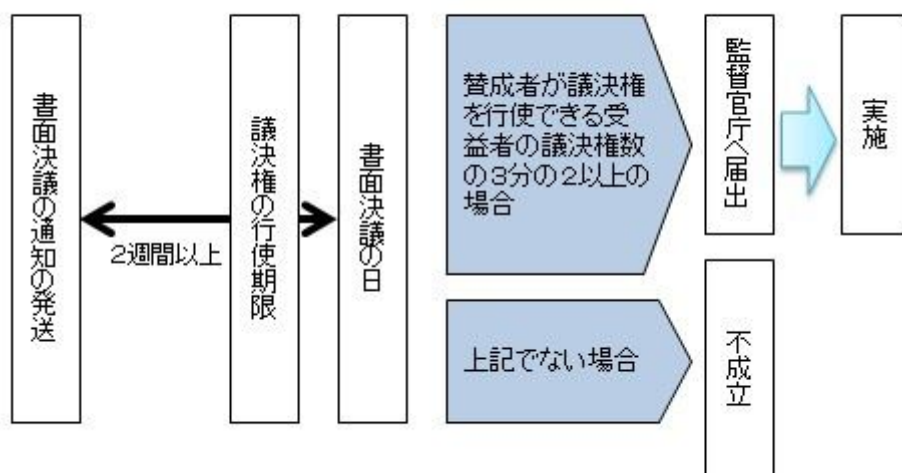 書面決議の通知の発送
2週間以上
議決権の行使期限
書面決議の日
賛成者が議決権
を行使できる受
益者の議決権数
の3分の2以上の
場合
監督官庁へ届出
実施
上記でない場合
不成立